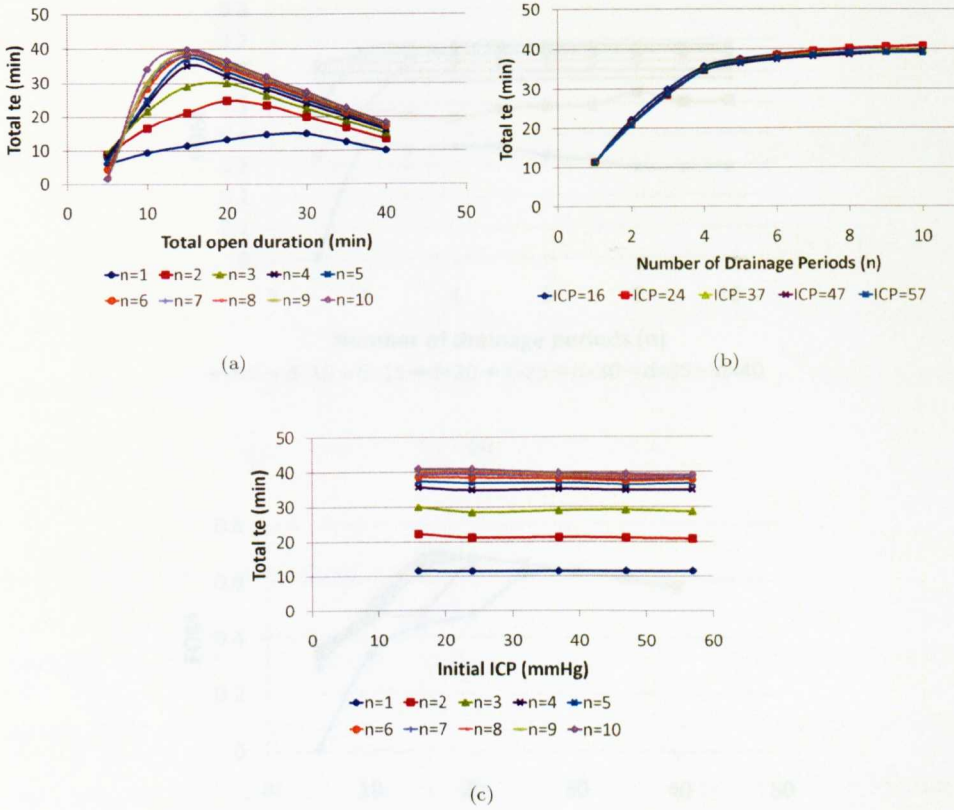 50
40
30
20
10
0
Total te (min)
0 10 20 30 40 50
Total open duration (min)
n=1 n=2 n=3 n=4 n=5
n=6 n=7 n=8 n=9 n=10
(a)
50
40
30
20
10
0
Total te (min)
0 2 4 6 8 10
Number of Drainage Periods (n)
ICP=16 ICP=24 ICP=37 ICP=47 ICP=57
(b)
50
40
30
20
10
0
Total te (min)
0 10 20 30 40 50 60
Initial ICP (mmHg)
n=1 n=2 n=3 n=4 n=5
n=6 n=7 n=8 n=9 n=10
(c)